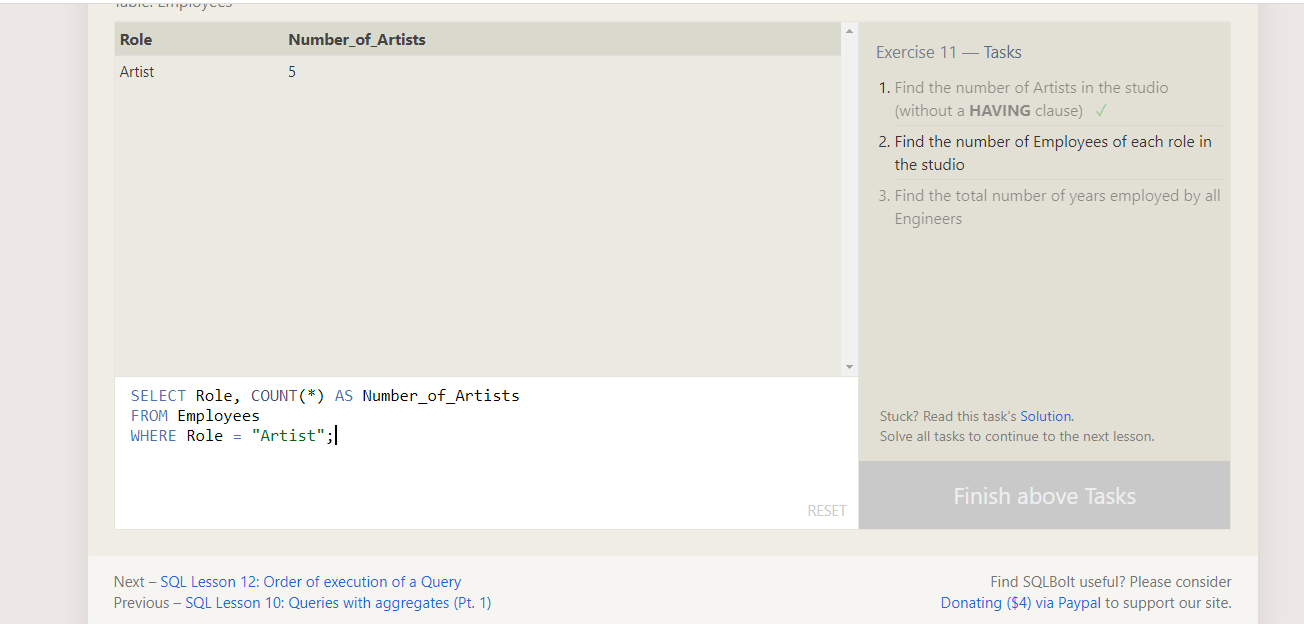 Table: Employees
Role Number_of_Artists
Artist 5
Exercise 11 — Tasks
1. Find the number of Artists in the studio
(without a HAVING clause) ✓
2. Find the number of Employees of each role in
the studio
3. Find the total number of years employed by all
Engineers
SELECT Role, COUNT(*) AS Number_of_Artists
FROM Employees
WHERE Role = "Artist";
RESET
Stuck? Read this task's Solution.
Solve all tasks to continue to the next lesson.
Finish above Tasks
Next – SQL Lesson 12: Order of execution of a Query
Previous – SQL Lesson 10: Queries with aggregates (Pt. 1)
Find SQLBolt useful? Please consider
Donating ($4) via Paypal to support our site.